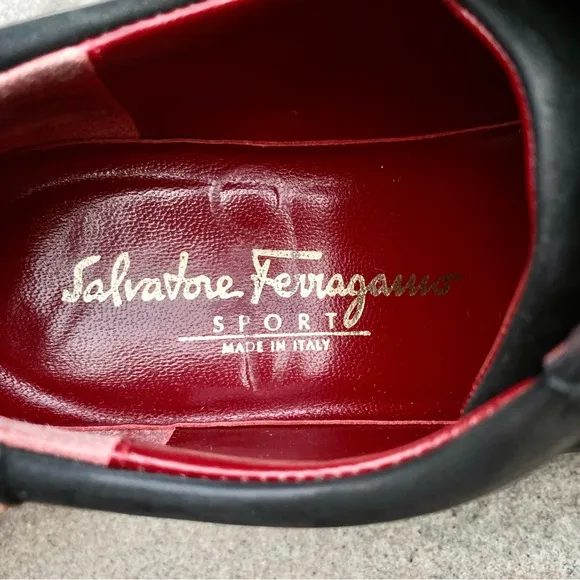 Salvatore Ferragamo
SPORT
MADE IN ITALY